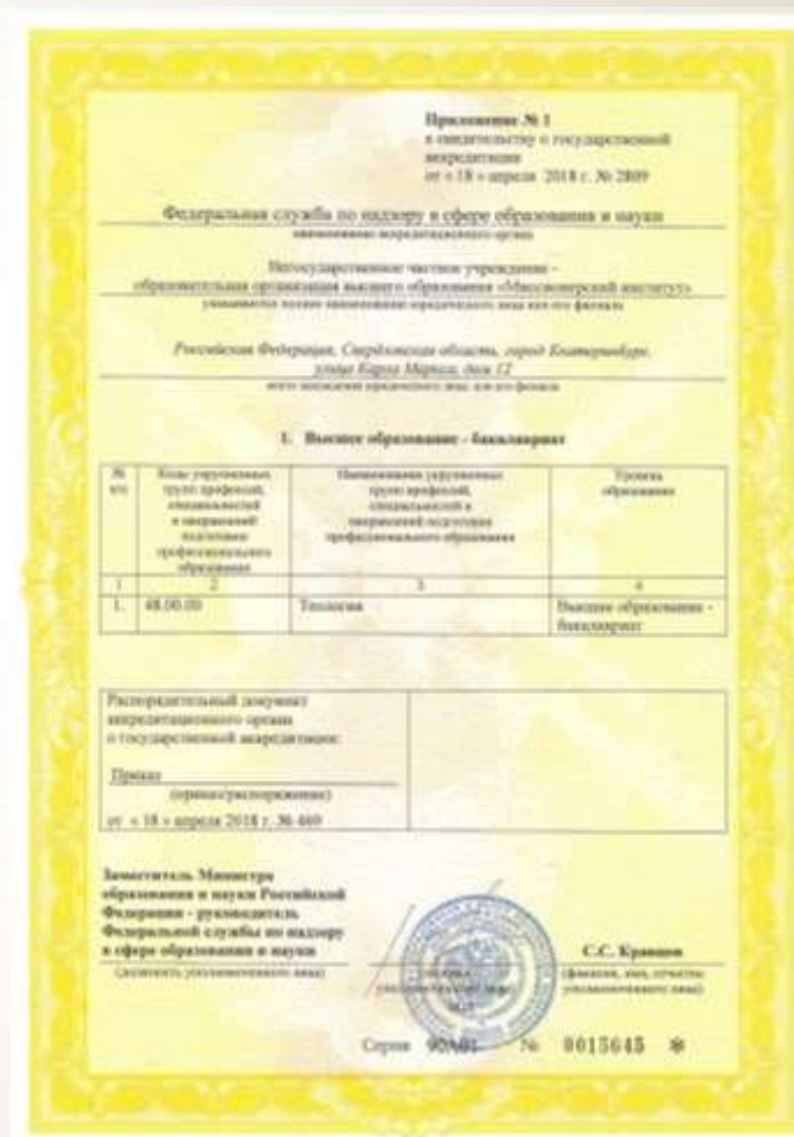 Приложение № 1
к свидетельству о государственной
аккредитации
от « 18 » апреля 2018 г. № 2809
Федеральная служба по надзору в сфере образования и науки
наименование аккредитационного органа
Негосударственное частное учреждение -
образовательная организация высшего образования «Миссионерский институт»
указывается полное наименование юридического лица или его филиала
Российская Федерация, Свердловская область, город Екатеринбург,
улица Карла Маркса, дом 12
место нахождения юридического лица или его филиала
1. Высшее образование - бакалавриат
№
п/п
Коды укрупненных
групп профессий,
специальностей
и направлений
подготовки
профессионального
образования
Наименования укрупненных
групп профессий,
специальностей и
направлений подготовки
профессионального образования
Уровень
образования
1 2 3 4
1. 48.00.00 Теология Высшее образование -
бакалавриат
Распорядительный документ
аккредитационного органа
о государственной аккредитации:
Приказ
(приказ/распоряжение)
от « 18 » апреля 2018 г. № 469
Заместитель Министра
образования и науки Российской
Федерации - руководитель
Федеральной службы по надзору
в сфере образования и науки
(должность уполномоченного лица)
С.С. Кравцов
(фамилия, имя, отчество
уполномоченного лица)
Серия 90А01 № 0015645 *